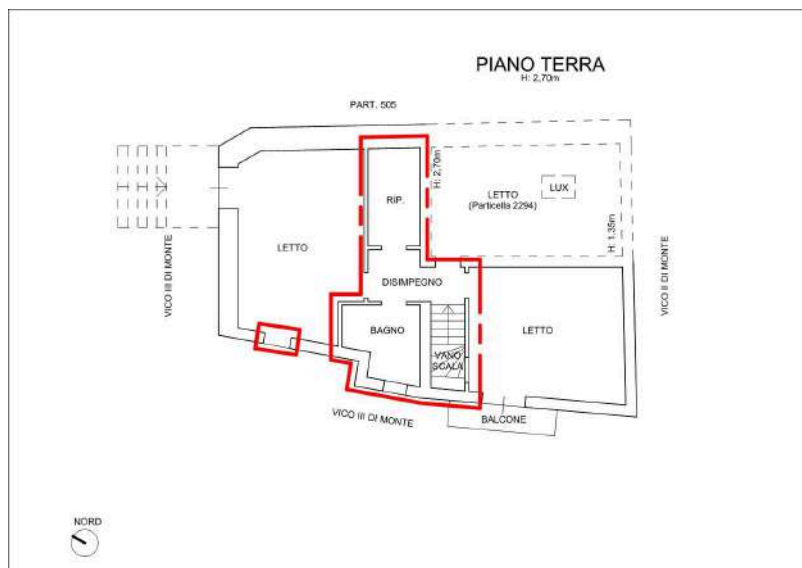 PIANO TERRA
H: 2,70m
PART. 505
H: 2,70m
LETTO
(Particella 2294)
LUX
H: 1,35m
RIP.
LETTO
VICO III DI MONTE
VICO II DI MONTE
DISIMPEGNO
BAGNO
VANO
SCALA
LETTO
VICO III DI MONTE
BALCONE
NORD